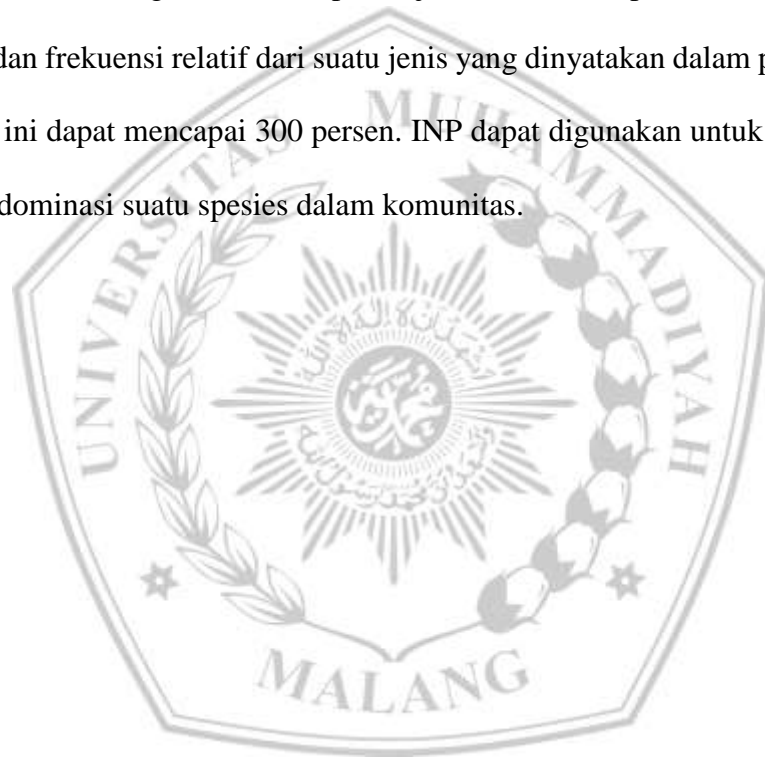 dan frekuensi relatif dari suatu jenis yang dinyatakan dalam
ini dapat mencapai 300 persen. INP dapat digunakan untuk
dominasi suatu spesies dalam komunitas.
UNIVERSITAS MUHAMMADIYAH
MALANG